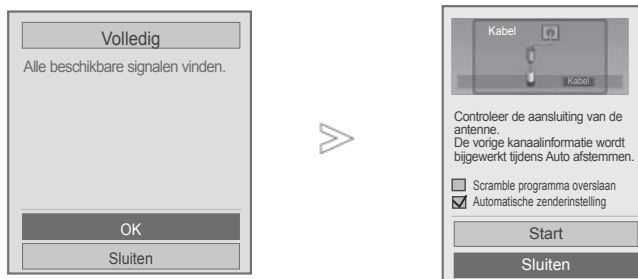 Volledig
Alle beschikbare signalen vinden.
OK
Sluiten
Kabel
Kabel
Controleer de aansluiting van de
antenne.
De vorige kanaalinformatie wordt
bijgewerkt tijdens Auto afstemmen.
Scramble programma overslaan
Automatische zenderinstelling
Start
Sluiten